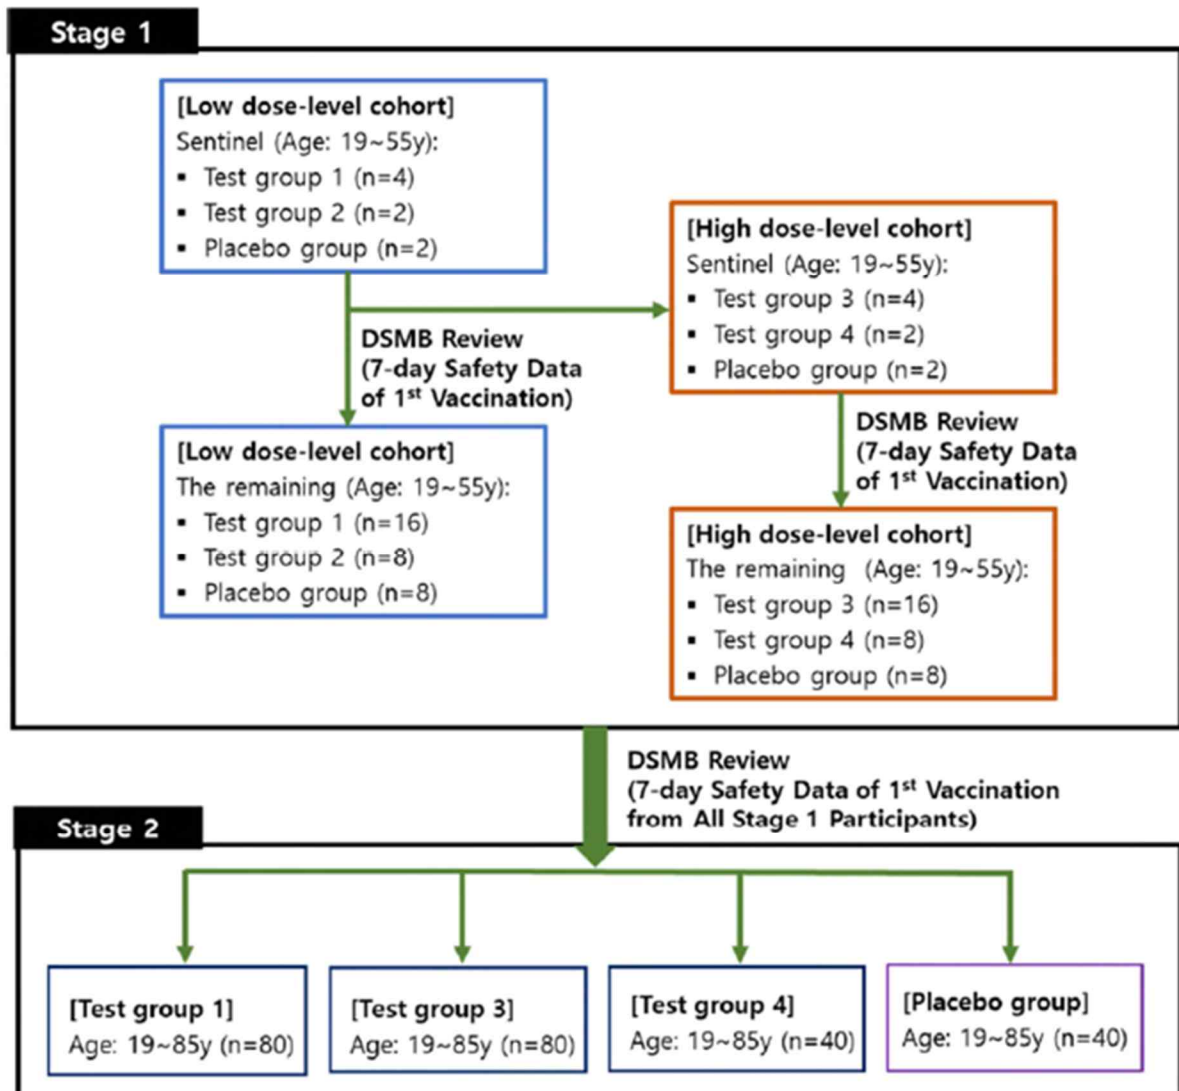 Stage 1
[Low dose-level cohort]
Sentinel (Age: 19~55y):
▪ Test group 1 (n=4)
▪ Test group 2 (n=2)
▪ Placebo group (n=2)
[High dose-level cohort]
Sentinel (Age: 19~55y):
▪ Test group 3 (n=4)
▪ Test group 4 (n=2)
▪ Placebo group (n=2)
DSMB Review
(7-day Safety Data
of 1st Vaccination)
DSMB Review
(7-day Safety Data
of 1st Vaccination)
[Low dose-level cohort]
The remaining (Age: 19~55y):
▪ Test group 1 (n=16)
▪ Test group 2 (n=8)
▪ Placebo group (n=8)
[High dose-level cohort]
The remaining (Age: 19~55y):
▪ Test group 3 (n=16)
▪ Test group 4 (n=8)
▪ Placebo group (n=8)
DSMB Review
(7-day Safety Data of 1st Vaccination
from All Stage 1 Participants)
Stage 2
[Test group 1]
Age: 19~85y (n=80)
[Test group 3]
Age: 19~85y (n=80)
[Test group 4]
Age: 19~85y (n=40)
[Placebo group]
Age: 19~85y (n=40)